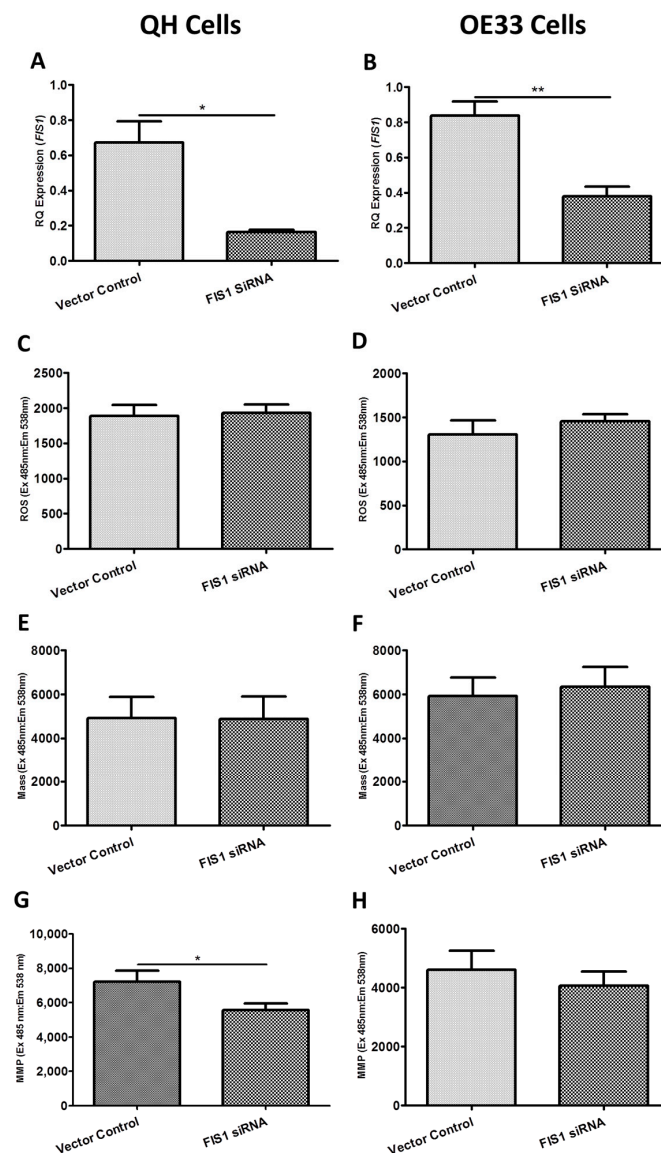 QH Cells
OE33 Cells
A
RQ Expression (FIS1)
1.0
0.8
0.6
0.4
0.2
0.0
*
Vector Control
FIS1 SiRNA
B
RQ Expression (FIS1)
1.0
0.8
0.6
0.4
0.2
0.0
**
Vector Control
FIS1 SiRNA
C
ROS (Ex 485nm:Em 538nm)
2500
2000
1500
1000
500
0
Vector Control
FIS1 siRNA
D
ROS (Ex 485nm:Em 538nm)
2000
1500
1000
500
0
Vector Control
FIS1 siRNA
E
Mass (Ex 485nm:Em 538nm)
8000
6000
4000
2000
0
Vector Control
FIS1 siRNA
F
Mass (Ex 485nm:Em 538nm)
8000
6000
4000
2000
0
Vector Control
FIS1 siRNA
G
MMP (Ex 485 nm:Em 538 nm)
10,000
8,000
6,000
4,000
2,000
0
*
Vector Control
FIS1 siRNA
H
MMP (Ex 485nm:Em 538nm)
6000
4000
2000
0
Vector Control
FIS1 siRNA